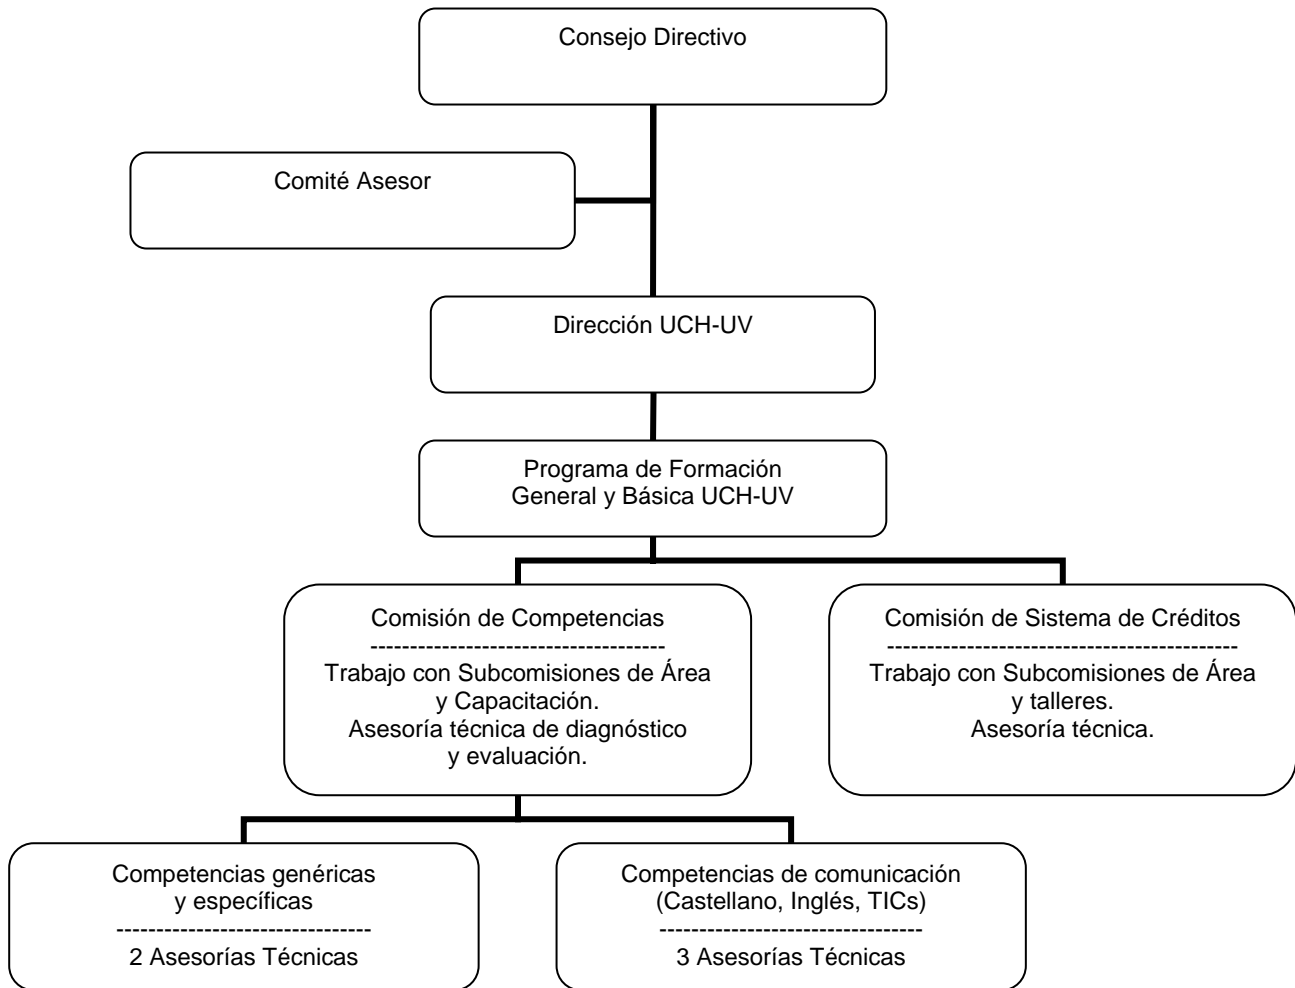 Consejo Directivo
Comité Asesor
Dirección UCH-UV
Programa de Formación
General y Básica UCH-UV
Comisión de Competencias
-------------------------------------
Trabajo con Subcomisiones de Área
y Capacitación.
Asesoría técnica de diagnóstico
y evaluación.
Comisión de Sistema de Créditos
--------------------------------------------
Trabajo con Subcomisiones de Área
y talleres.
Asesoría técnica.
Competencias genéricas
y específicas
--------------------------------
2 Asesorías Técnicas
Competencias de comunicación
(Castellano, Inglés, TICs)
---------------------------------
3 Asesorías Técnicas